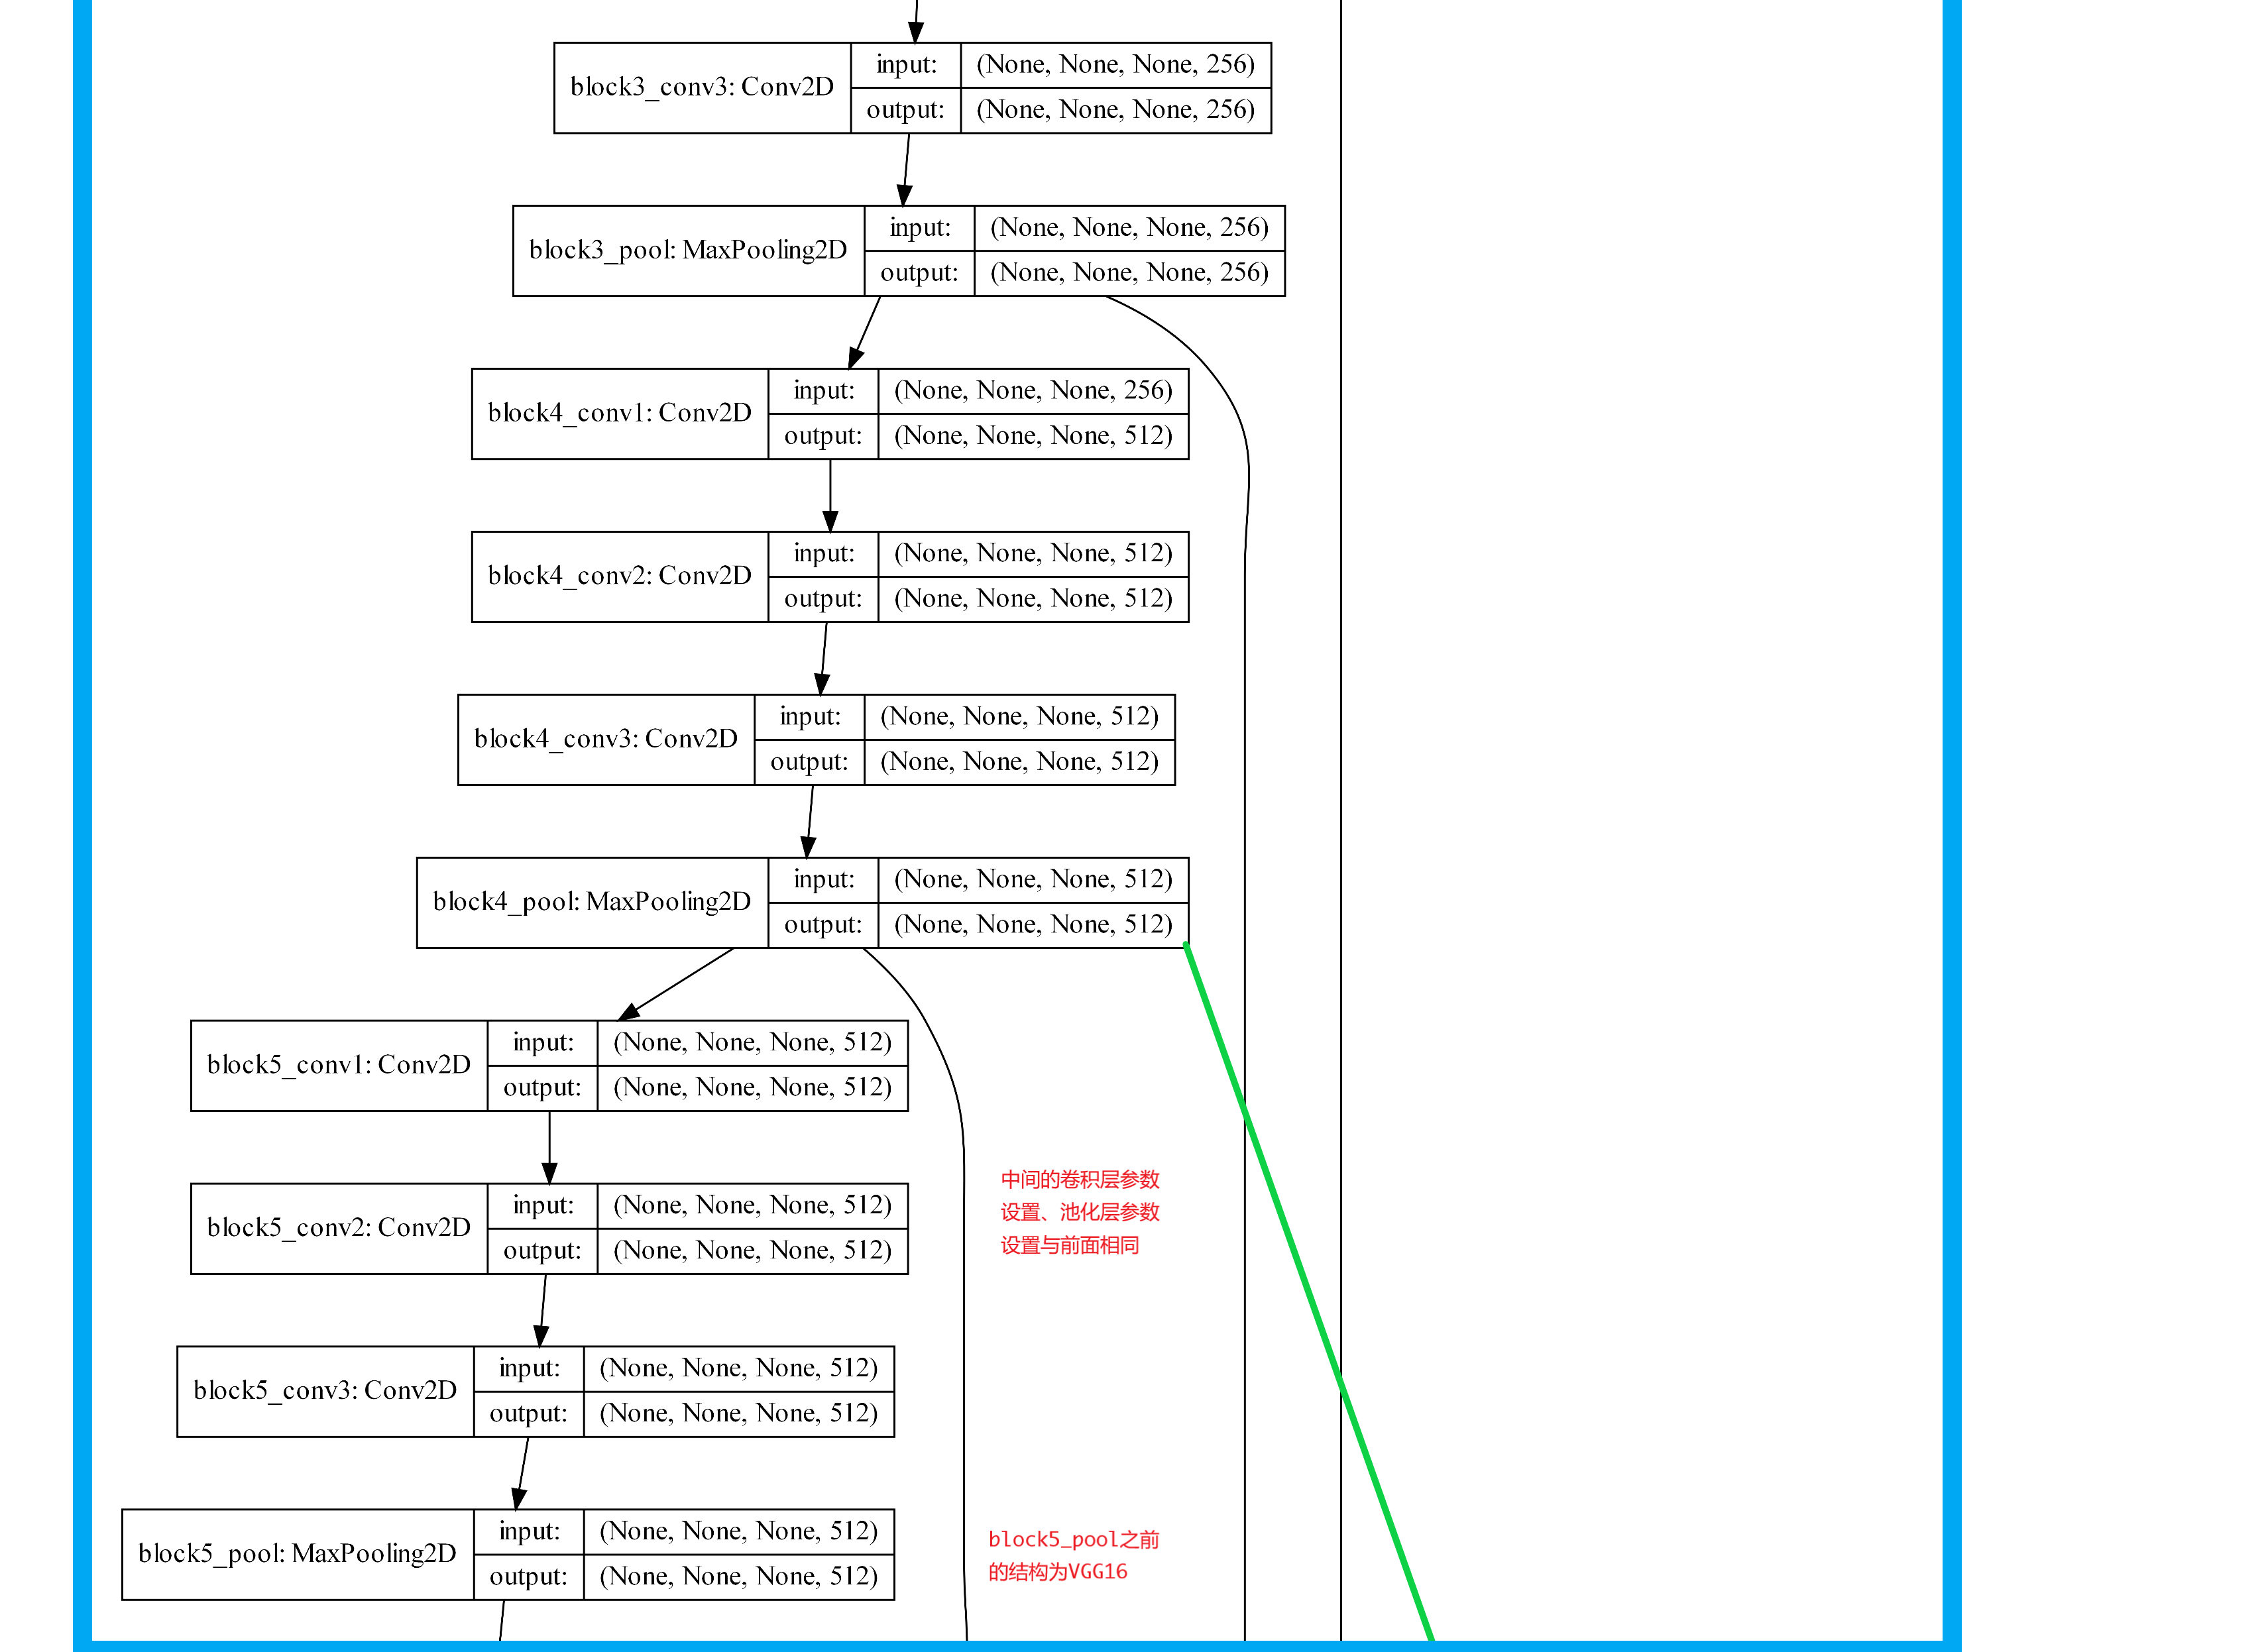 block3_conv3: Conv2D
input: (None, None, None, 256)
output: (None, None, None, 256)
block3_pool: MaxPooling2D
input: (None, None, None, 256)
output: (None, None, None, 256)
block4_conv1: Conv2D
input: (None, None, None, 256)
output: (None, None, None, 512)
block4_conv2: Conv2D
input: (None, None, None, 512)
output: (None, None, None, 512)
block4_conv3: Conv2D
input: (None, None, None, 512)
output: (None, None, None, 512)
block4_pool: MaxPooling2D
input: (None, None, None, 512)
output: (None, None, None, 512)
block5_conv1: Conv2D
input: (None, None, None, 512)
output: (None, None, None, 512)
中间的卷积层参数
设置、池化层参数
设置与前面相同
block5_conv2: Conv2D
input: (None, None, None, 512)
output: (None, None, None, 512)
block5_conv3: Conv2D
input: (None, None, None, 512)
output: (None, None, None, 512)
block5_pool: MaxPooling2D
input: (None, None, None, 512)
output: (None, None, None, 512)
block5_pool之前
的结构为VGG16